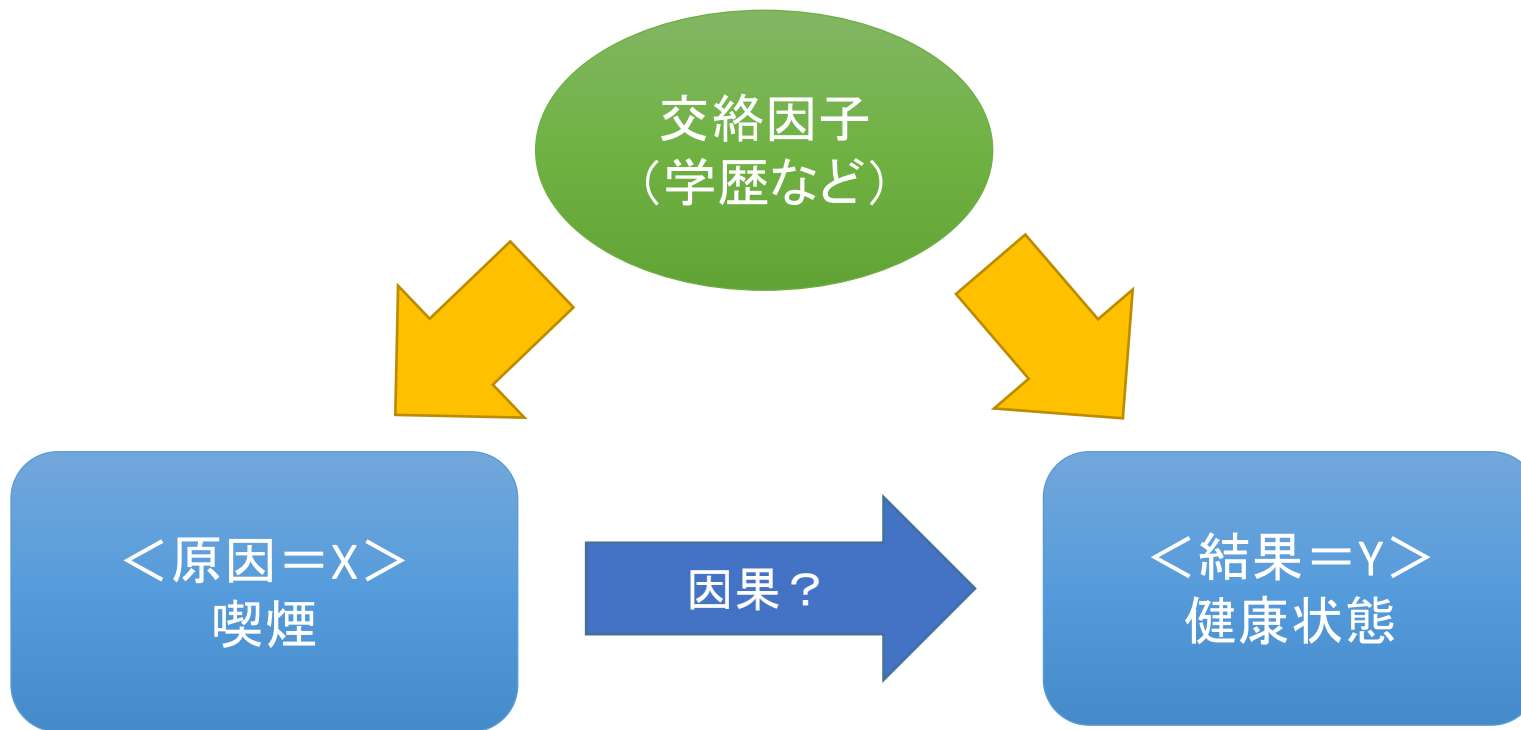 交絡因子
（学歴など）
＜原因＝X＞
喫煙
因果？
＜結果＝Y＞
健康状態